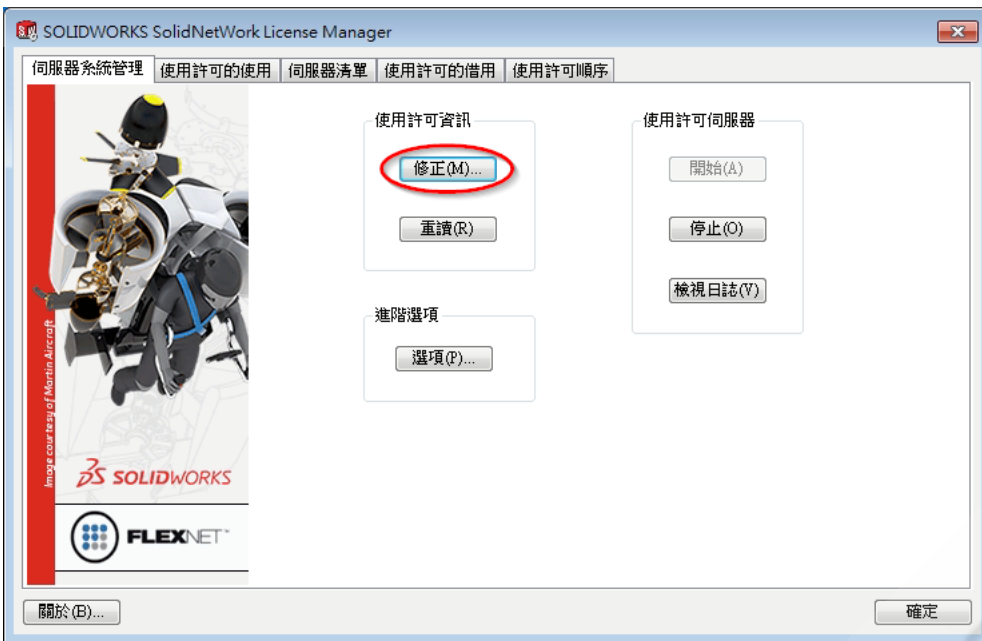 SOLIDWORKS SolidNetWork License Manager
伺服器系統管理 使用許可的使用 伺服器清單 使用許可的借用 使用許可順序
使用許可資訊
修正(M)...
重讀(R)
進階選項
選項(P)...
使用許可伺服器
開始(A)
停止(O)
檢視日誌(V)
Image courtesy of Martin Aircraft
3S SOLIDWORKS
FLEXNET™
關於(B)...
確定